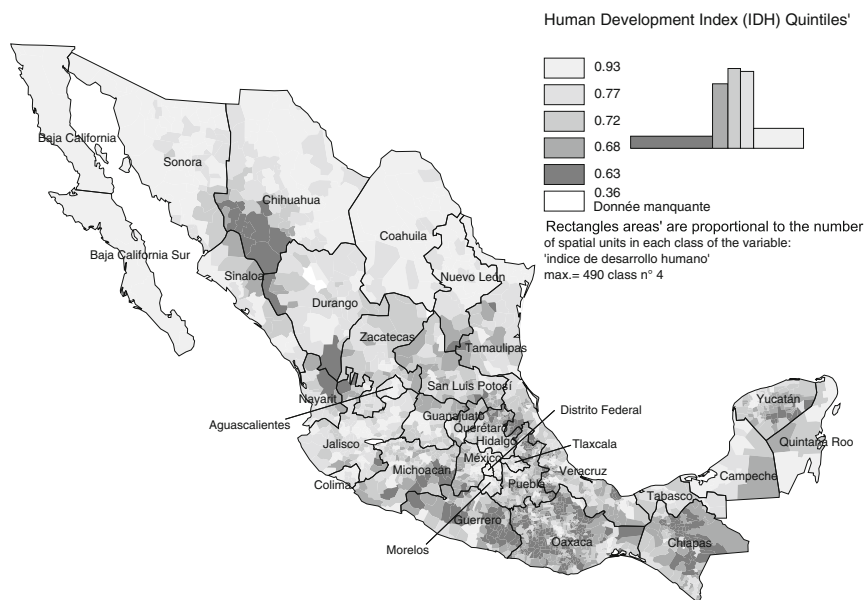 Human Development Index (IDH) Quintiles'
0.93
0.77
0.72
0.68
0.63
0.36
Donnée manquante
Rectangles areas' are proportional to the number
of spatial units in each class of the variable:
'indice de desarrollo humano'
max.= 490 class n° 4
Baja California
Sonora
Chihuahua
Coahuila
Baja California Sur
Sinaloa
Nuevo León
Durango
Zacatecas
Tamaulipas
San Luis Potosí
Nayarit
Aguascalientes
Guanajuato
Querétaro
Hidalgo
Distrito Federal
Yucatán
Quintana Roo
Jalisco
México
Tlaxcala
Michoacán
Puebla
Veracruz
Campeche
Colima
Tabasco
Guerrero
Morelos
Oaxaca
Chiapas